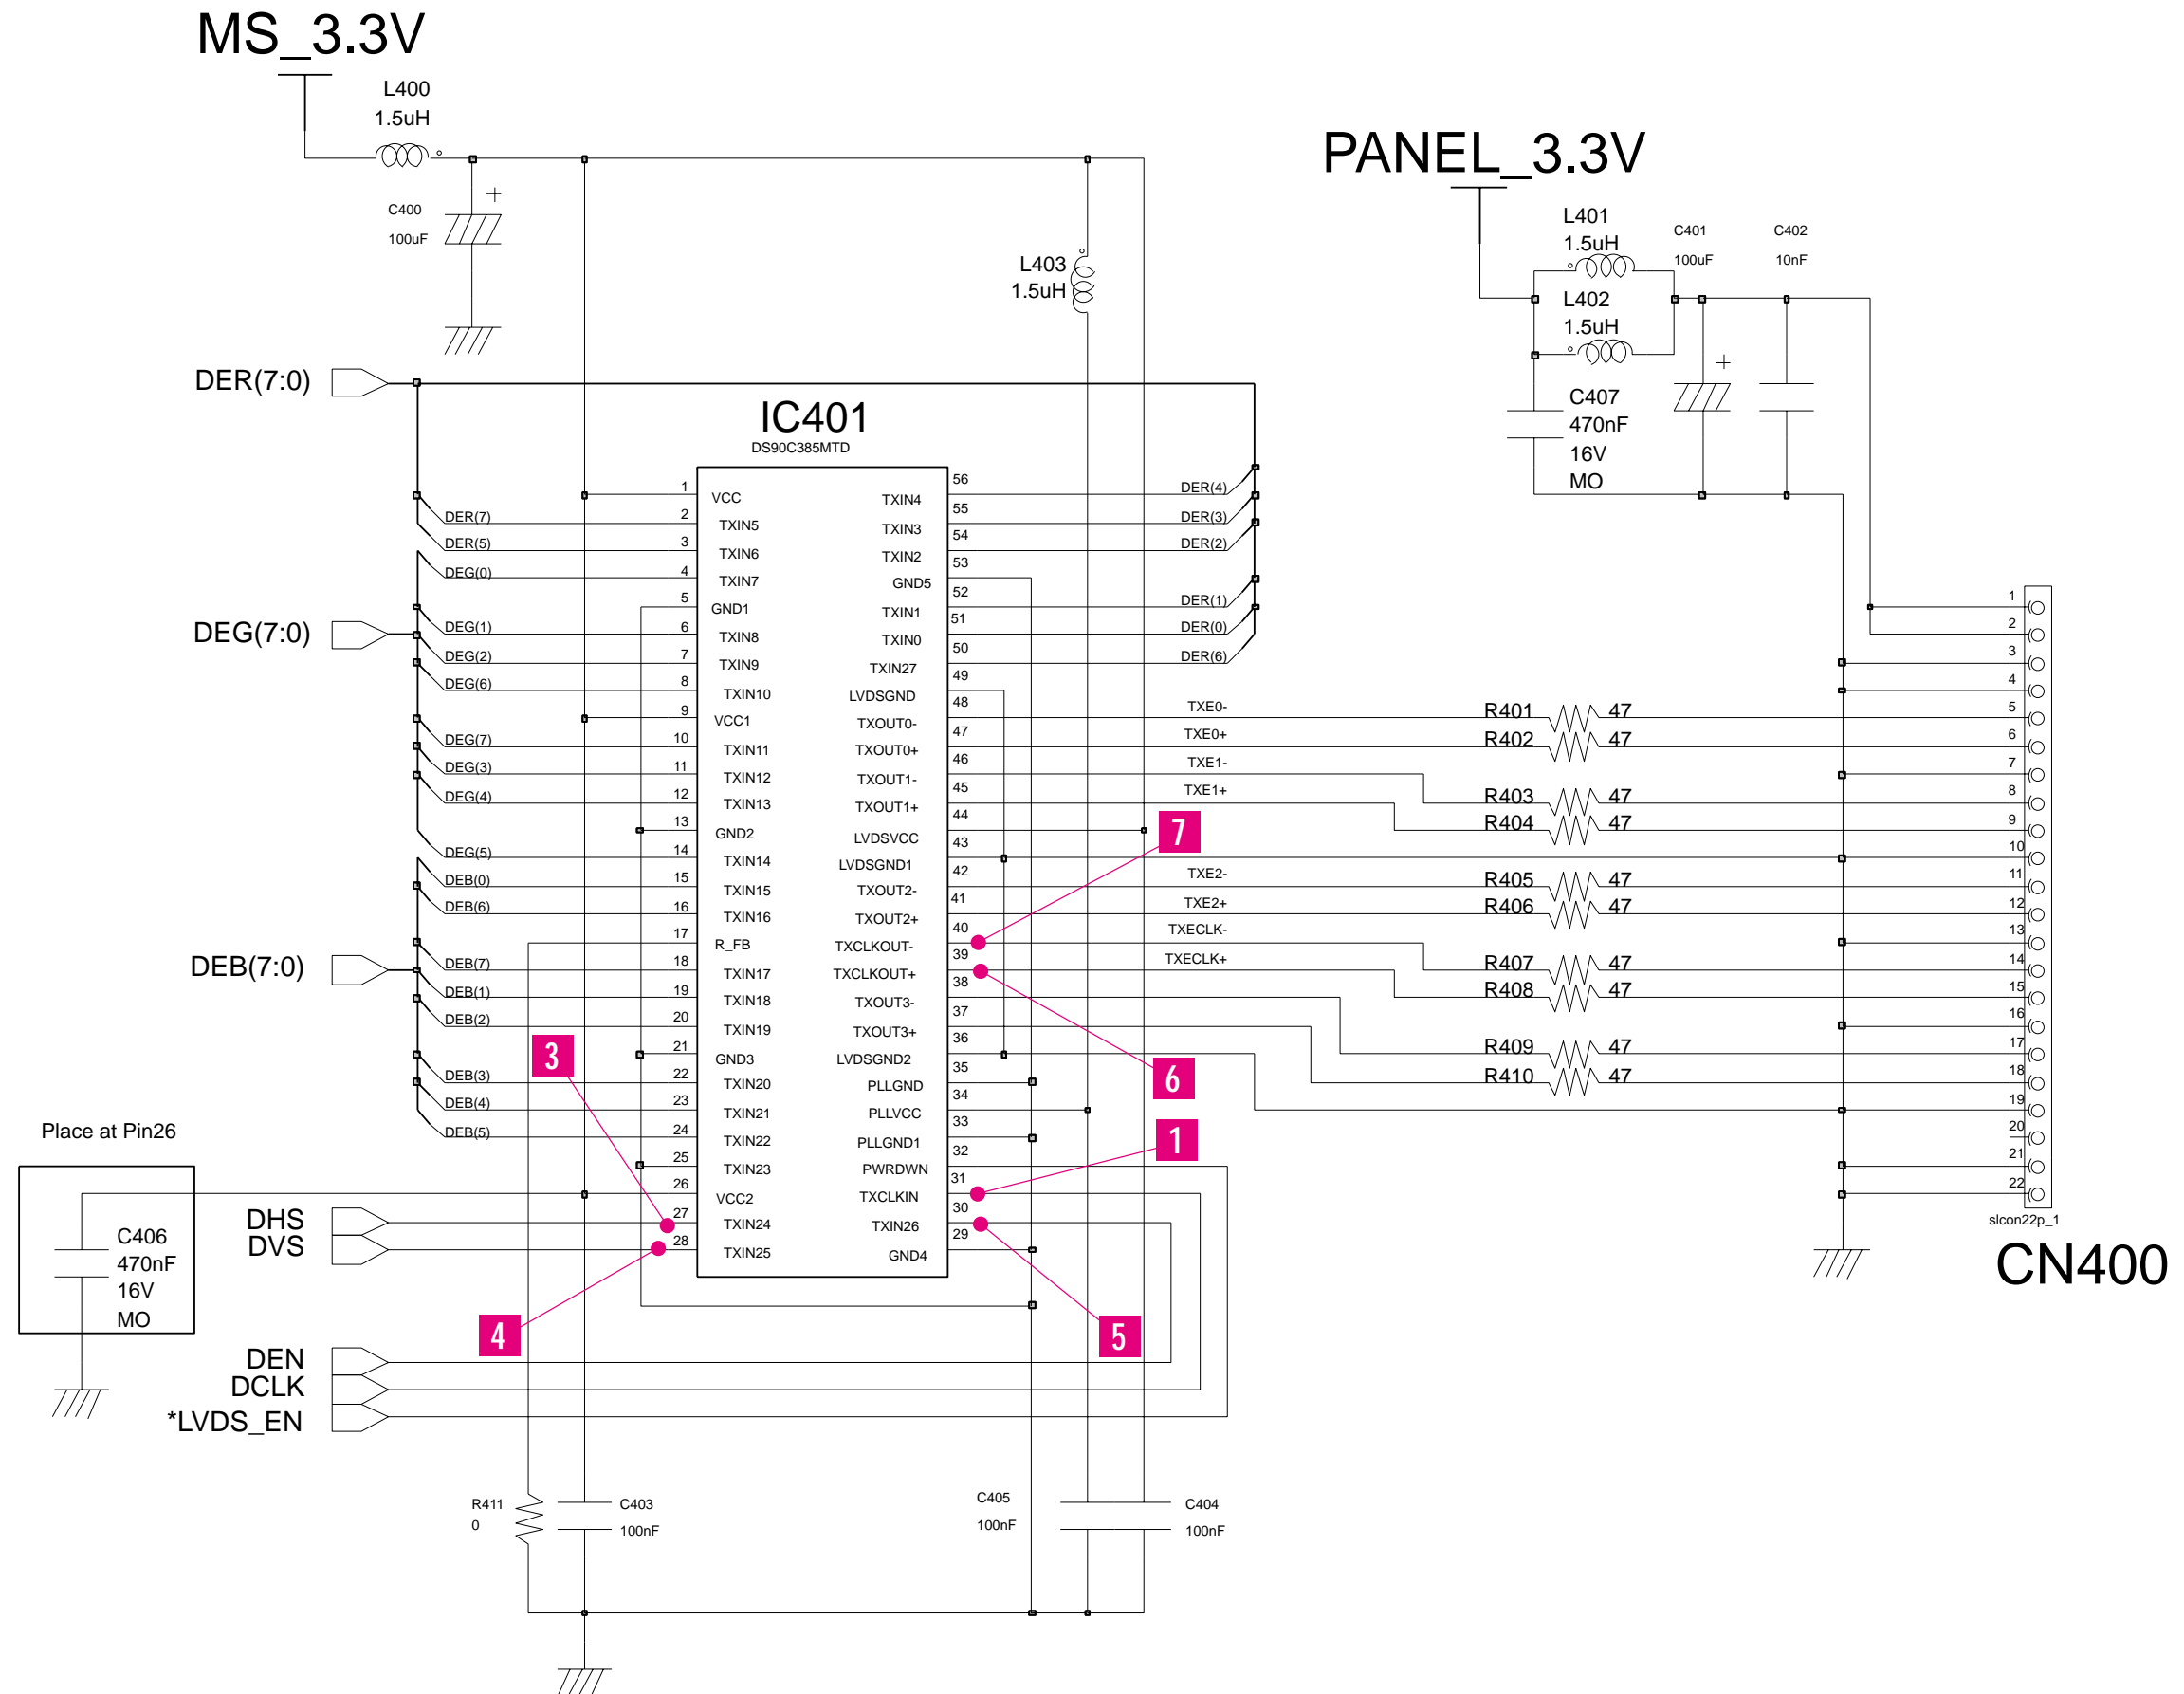 MS_3.3V
L400
1.5uH
C400
100uF
+
L403
1.5uH
PANEL_3.3V
L401
1.5uH
L402
1.5uH
C401
100uF
+
C402
10nF
C407
470nF
16V
MO
DER(7:0)
DEG(7:0)
DEB(7:0)
IC401
DS90C385MTD
DER(7)
DER(5)
DEG(0)
DEG(1)
DEG(2)
DEG(6)
DEG(7)
DEG(3)
DEG(4)
DEG(5)
DEB(0)
DEB(6)
DEB(7)
DEB(1)
DEB(2)
DEB(3)
DEB(4)
DEB(5)
1 VCC
2 TXIN5
3 TXIN6
4 TXIN7
5 GND1
6 TXIN8
7 TXIN9
8 TXIN10
9 VCC1
10 TXIN11
11 TXIN12
12 TXIN13
13 GND2
14 TXIN14
15 TXIN15
16 TXIN16
17 R_FB
18 TXIN17
19 TXIN18
20 TXIN19
21 GND3
22 TXIN20
23 TXIN21
24 TXIN22
25 TXIN23
26 VCC2
27 TXIN24
28 TXIN25
TXIN4 56
TXIN3 55
TXIN2 54
GND5 53
TXIN1 52
TXIN0 51
TXIN27 50
LVDSGND 49
TXOUT0- 48
TXOUT0+ 47
TXOUT1- 46
TXOUT1+ 45
LVDSVCC 44
LVDSGND1 43
TXOUT2- 42
TXOUT2+ 41
TXCLKOUT- 40
TXCLKOUT+ 39
TXOUT3- 38
TXOUT3+ 37
LVDSGND2 36
PLLGND 35
PLLVCC 34
PLLGND1 33
PWRDWN 32
TXCLKIN 31
TXIN26 30
GND4 29
DER(4)
DER(3)
DER(2)
DER(1)
DER(0)
DER(6)
TXE0-
TXE0+
TXE1-
TXE1+
TXE2-
TXE2+
TXECLK-
TXECLK+
R401 47
R402 47
R403 47
R404 47
R405 47
R406 47
R407 47
R408 47
R409 47
R410 47
1
2
3
4
5
6
7
8
9
10
11
12
13
14
15
16
17
18
19
20
21
22
slcon22p_1
CN400
7
6
1
5
3
4
Place at Pin26
C406
470nF
16V
MO
DHS
DVS
DEN
DCLK
*LVDS_EN
R411
0
C403
100nF
C405
100nF
C404
100nF